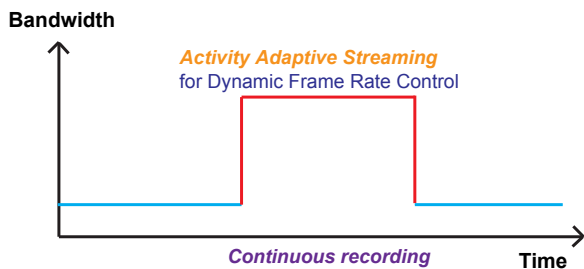 Bandwidth
Activity Adaptive Streaming
for Dynamic Frame Rate Control
Continuous recording
Time